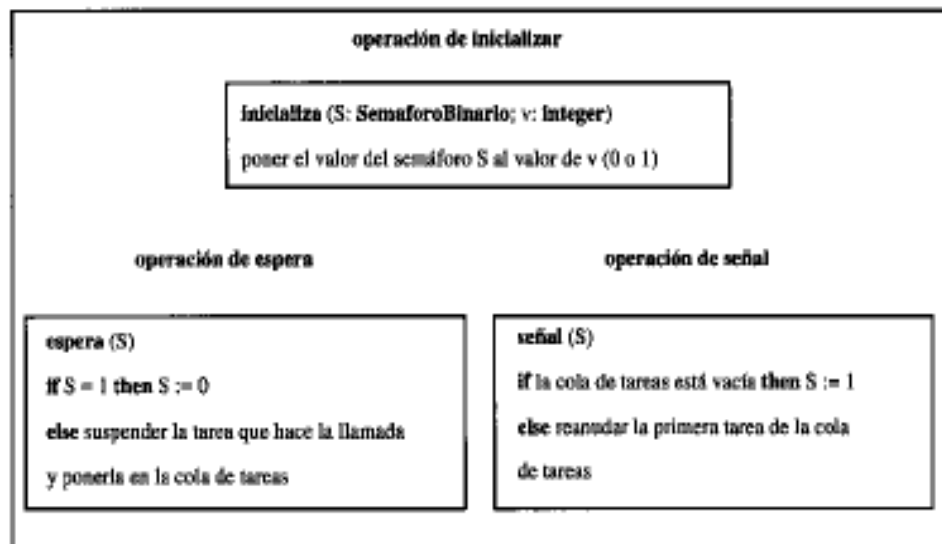 operación de inicializar
inicializa (S: SemaforoBinario; v: integer)
poner el valor del semáforo S al valor de v (0 o 1)
operación de espera
operación de señal
espera (S)
if S = 1 then S := 0
else suspender la tarea que hace la llamada
y ponerla en la cola de tareas
señal (S)
if la cola de tareas está vacía then S := 1
else reanudar la primera tarea de la cola
de tareas